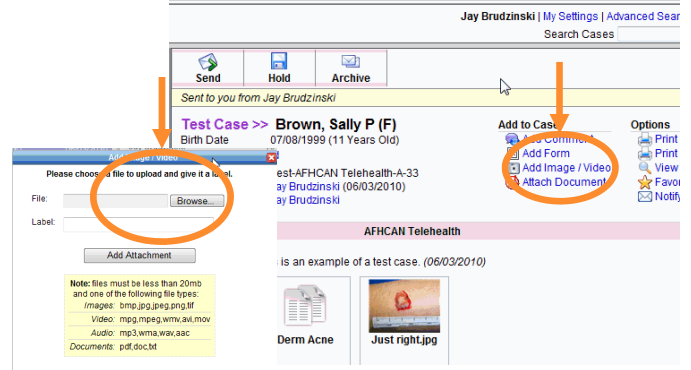 Jay Brudzinski | My Settings | Advanced Sear
Search Cases
Send Hold Archive
Sent to you from Jay Brudzinski
Test Case >> Brown, Sally P (F)
Birth Date 07/08/1999 (11 Years Old)
est-AFHCAN Telehealth-A-33
ay Brudzinski (06/03/2010)
ay Brudzinski
Add to Case
Add Comment
Add Form
Add Image / Video
Attach Document
Options
Print
Print
View
Favor
Notify
AFHCAN Telehealth
is an example of a test case. (06/03/2010)
Derm Acne
Just right.jpg
Add Image / Video
Please choose a file to upload and give it a label.
File: Browse...
Label:
Add Attachment
Note: files must be less than 20mb
and one of the following file types:
Images: bmp,jpg,jpeg,png,tif
Video: mpg,mpeg,wmv,avi,mov
Audio: mp3,wma,wav,aac
Documents: pdf,doc,txt